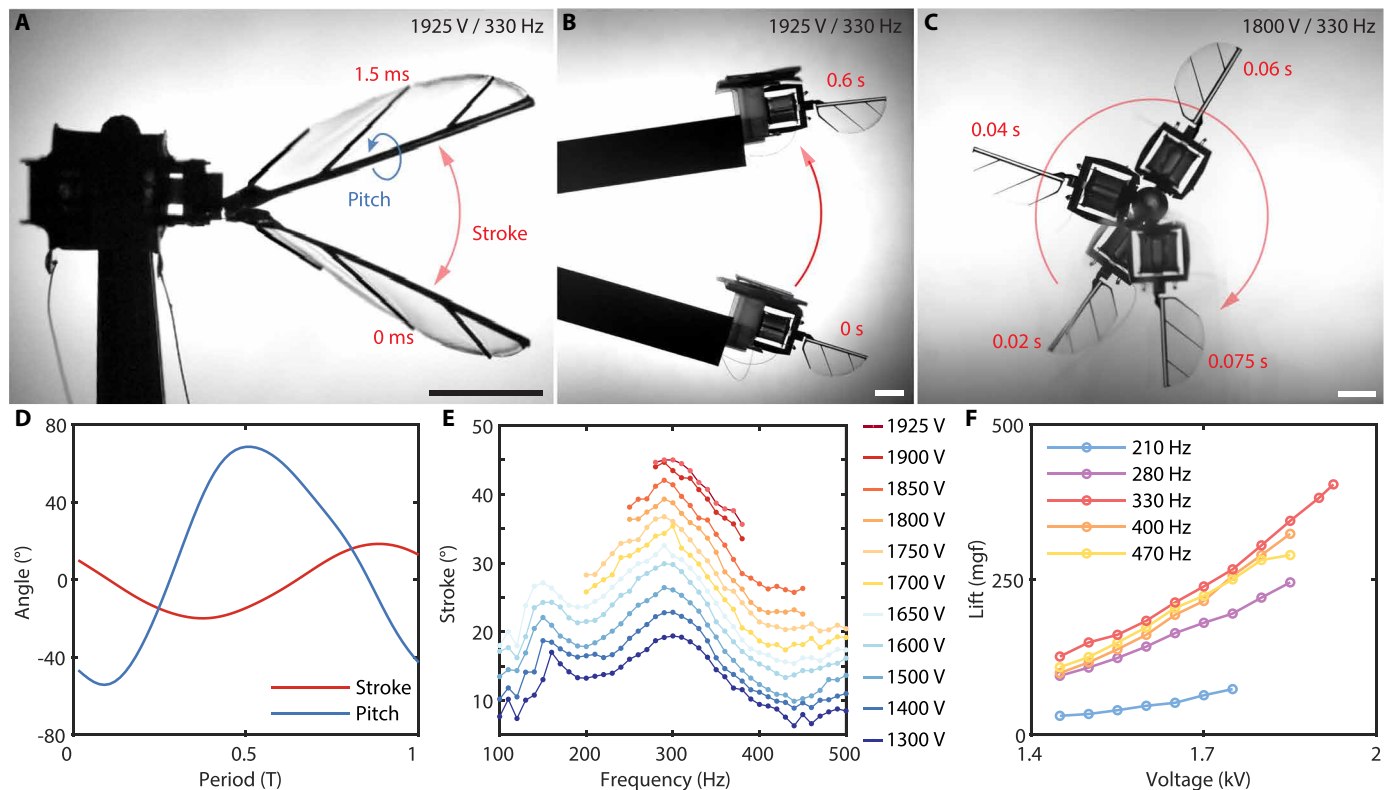 A
1925 V / 330 Hz
1.5 ms
Pitch
Stroke
0 ms
B
1925 V / 330 Hz
0.6 s
0 s
C
1800 V / 330 Hz
0.06 s
0.04 s
0.02 s
0.075 s
D
80
40
0
-40
-80
Angle (°)
Stroke
Pitch
0
0.5
1
Period (T)
E
50
40
30
20
10
Stroke (°)
100
200
300
400
500
Frequency (Hz)
1925 V
1900 V
1850 V
1800 V
1750 V
1700 V
1650 V
1600 V
1500 V
1400 V
1300 V
F
500
250
0
Lift (mgf)
210 Hz
280 Hz
330 Hz
400 Hz
470 Hz
1.4
1.7
2
Voltage (kV)